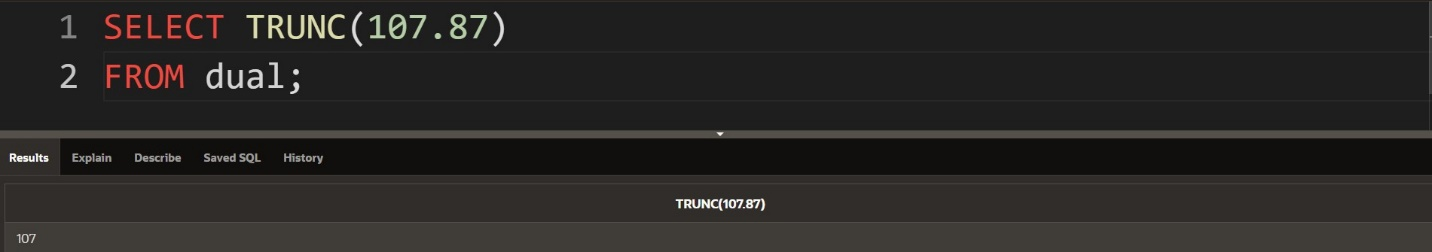 1 SELECT TRUNC(107.87)
2 FROM dual;
Results Explain Describe Saved SQL History
TRUNC(107.87)
107